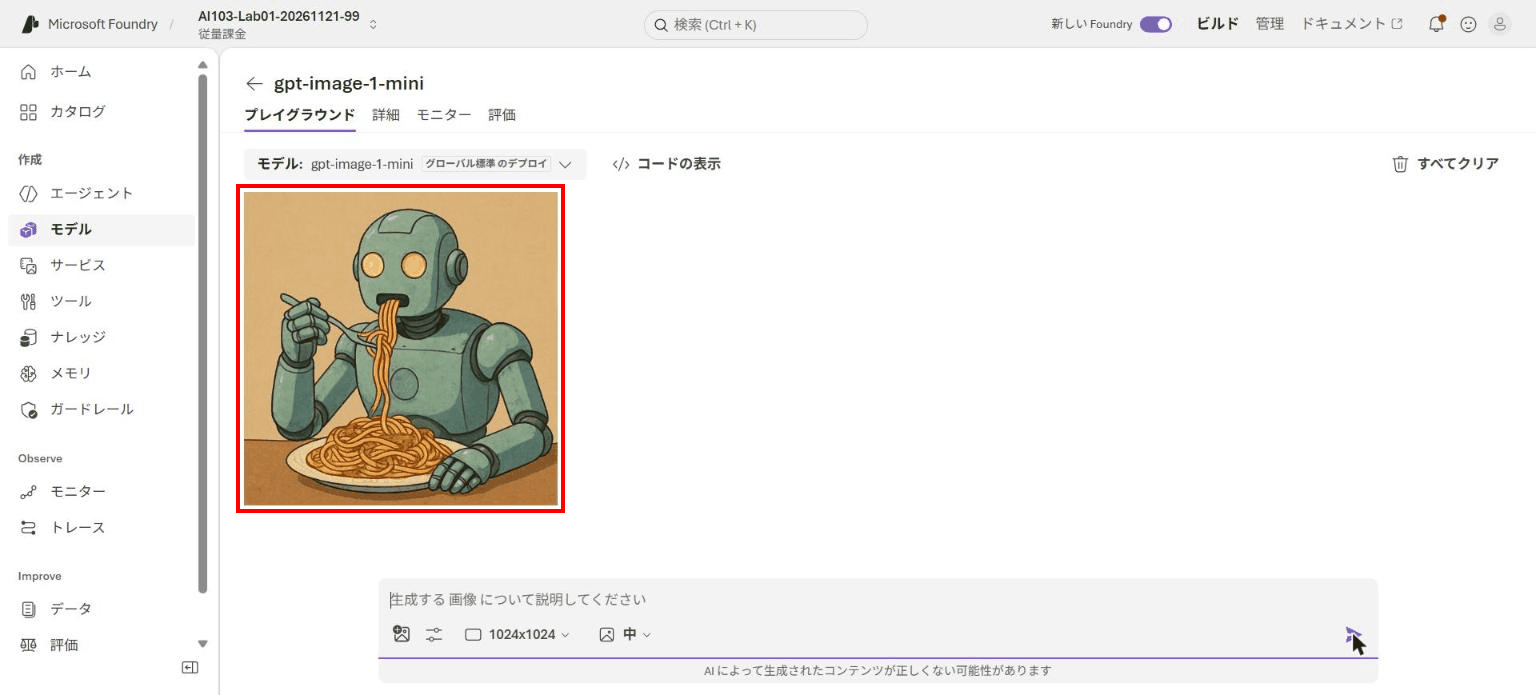 Microsoft Foundry / AI103-Lab01-20261121-99
従量課金
検索 (Ctrl + K)
新しい Foundry
ビルド
管理
ドキュメント
ホーム
カタログ
作成
エージェント
モデル
サービス
ツール
ナレッジ
メモリ
ガードレール
Observe
モニター
トレース
Improve
データ
評価
gpt-image-1-mini
プレイグラウンド 詳細 モニター 評価
モデル: gpt-image-1-mini グローバル標準 のデプロイ
コードの表示
すべてクリア
生成する 画像 について説明してください
1024x1024 中
AI によって生成されたコンテンツが正しくない可能性があります